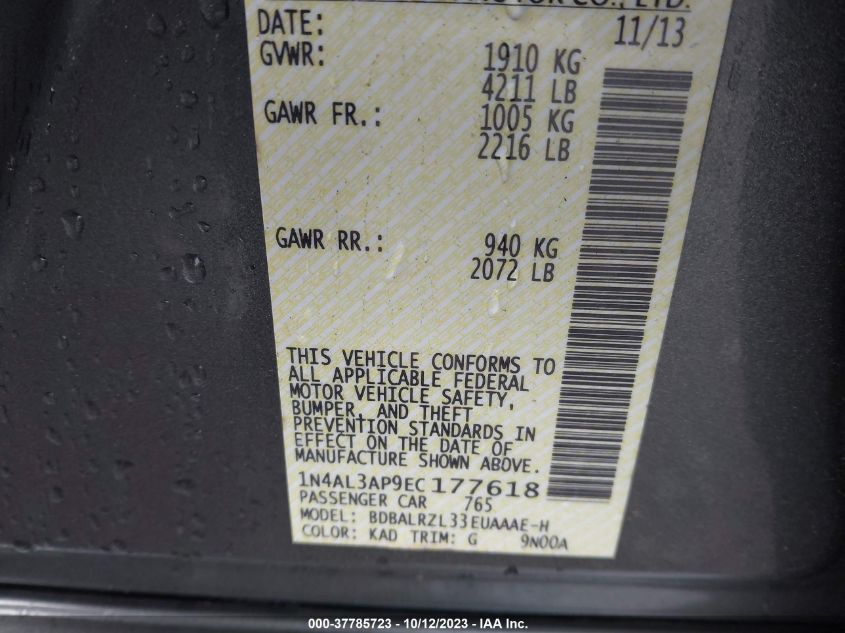 MOTOR CO., LTD.
DATE: 11/13
GVWR: 1910 KG
4211 LB
GAWR FR.: 1005 KG
2216 LB
GAWR RR.: 940 KG
2072 LB
THIS VEHICLE CONFORMS TO
ALL APPLICABLE FEDERAL
MOTOR VEHICLE SAFETY,
BUMPER, AND THEFT
PREVENTION STANDARDS IN
EFFECT ON THE DATE OF
MANUFACTURE SHOWN ABOVE.
1N4AL3AP9EC177618
PASSENGER CAR 765
MODEL: BDBALRZL33EUAAAE-H
COLOR: KAD TRIM: G 9N00A
000-37785723 - 10/12/2023 - IAA Inc.